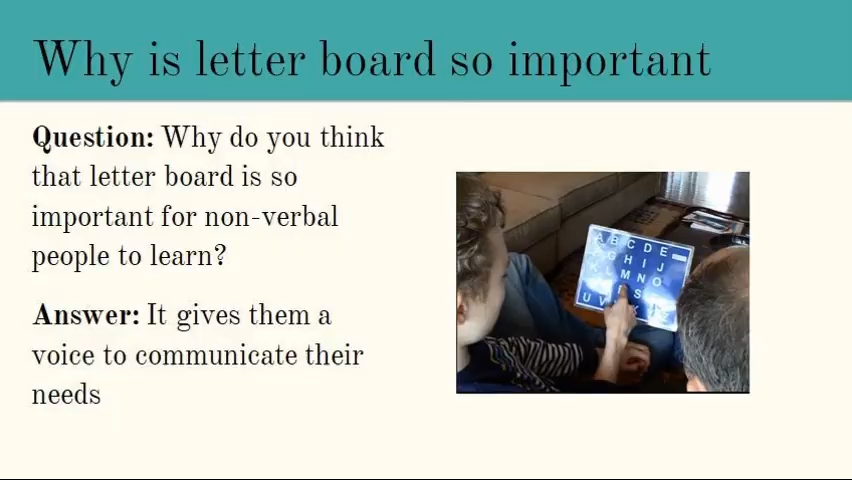 Why is letter board so important
Question: Why do you think
that letter board is so
important for non-verbal
people to learn?
Answer: It gives them a
voice to communicate their
needs
A B C D E
G H I J
K L M N O
S
U V